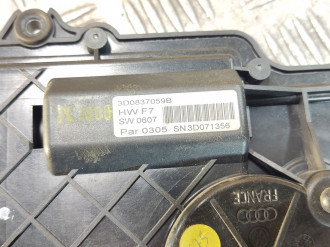 3D0837059B
HW F7
SW 0607
Par 0305 SN3D071356
FRANCE